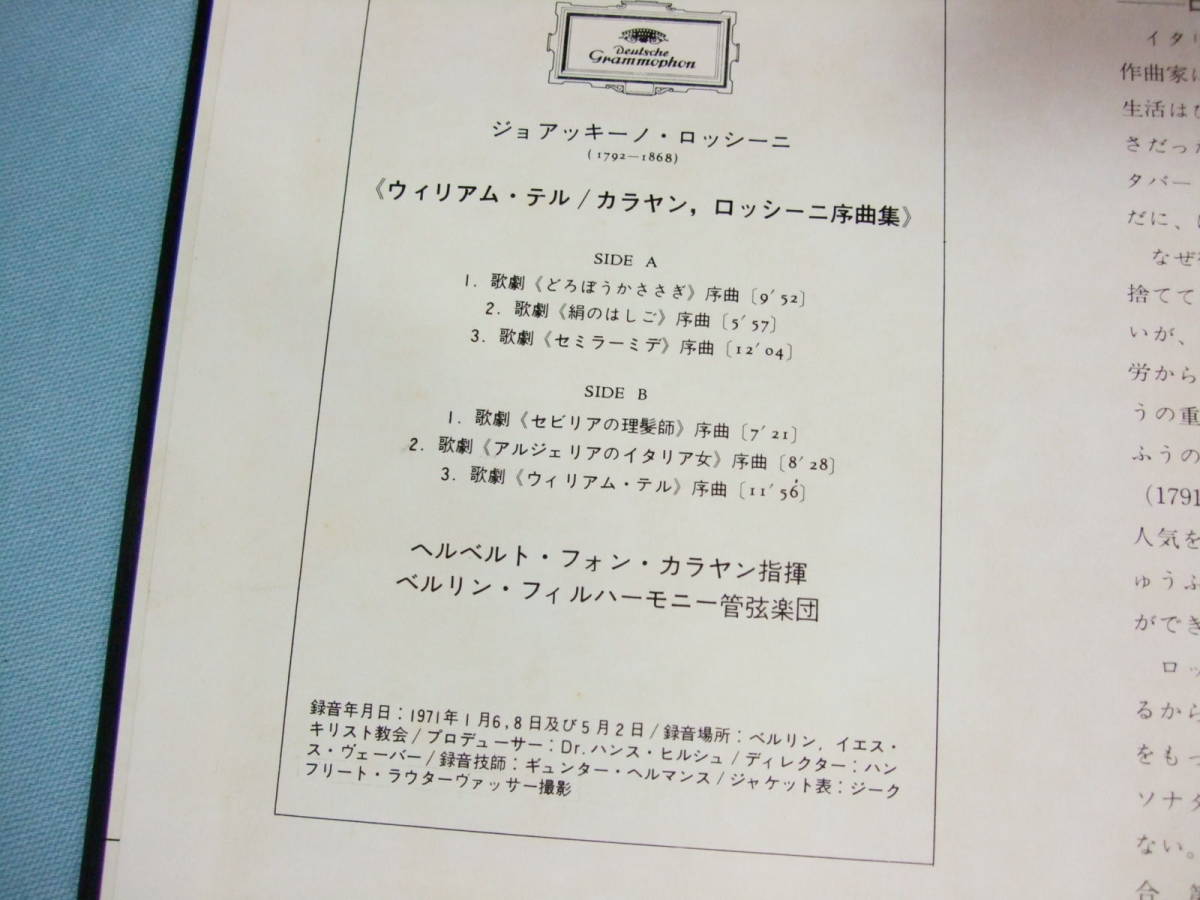 Deutsche
Grammophon
ジョアッキーノ・ロッシーニ
(1792—1868)
《ウィリアム・テル/カラヤン, ロッシーニ序曲集》
SIDE A
1. 歌劇《どろぼうかささぎ》序曲〔9′52〕
2. 歌劇《絹のはしご》序曲〔5′57〕
3. 歌劇《セミラーミデ》序曲〔12′04〕
SIDE B
1. 歌劇《セビリアの理髪師》序曲〔7′21〕
2. 歌劇《アルジェリアのイタリア女》序曲〔8′28〕
3. 歌劇《ウィリアム・テル》序曲〔11′56〕
ヘルベルト・フォン・カラヤン指揮
ベルリン・フィルハーモニー管弦楽団
録音年月日:1971年1月6,8日及び5月2日/録音場所:ベルリン, イエス・
キリスト教会/プロデューサー:Dr.ハンス・ヒルシュ/ディレクター:ハン
ス・ヴェーバー/録音技師:ギュンター・ヘルマンス/ジャケット表:ジーク
フリート・ラウターヴァッサー撮影
イタリ
作曲家に
生活は
さだった
タバー
だに、
なぜ
捨てて
いが、
労から
うの重
ふうの
(1791
人気を
ゅうふ
ができ
ロッ
るから
をもっ
ソナタ
ない。
合